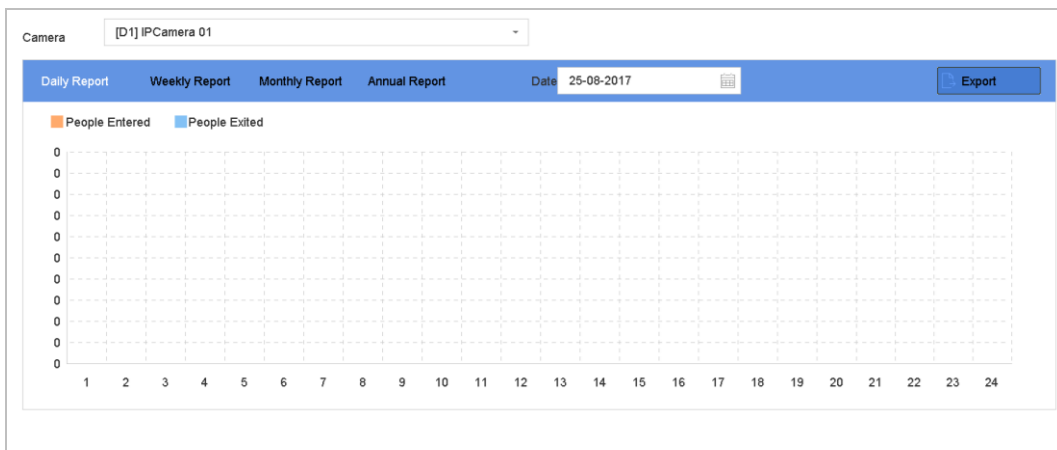 Camera [D1] IPCamera 01
Daily Report Weekly Report Monthly Report Annual Report Date 25-08-2017 Export
People Entered People Exited
0
0
0
0
0
0
0
0
0
0
0
1 2 3 4 5 6 7 8 9 10 11 12 13 14 15 16 17 18 19 20 21 22 23 24